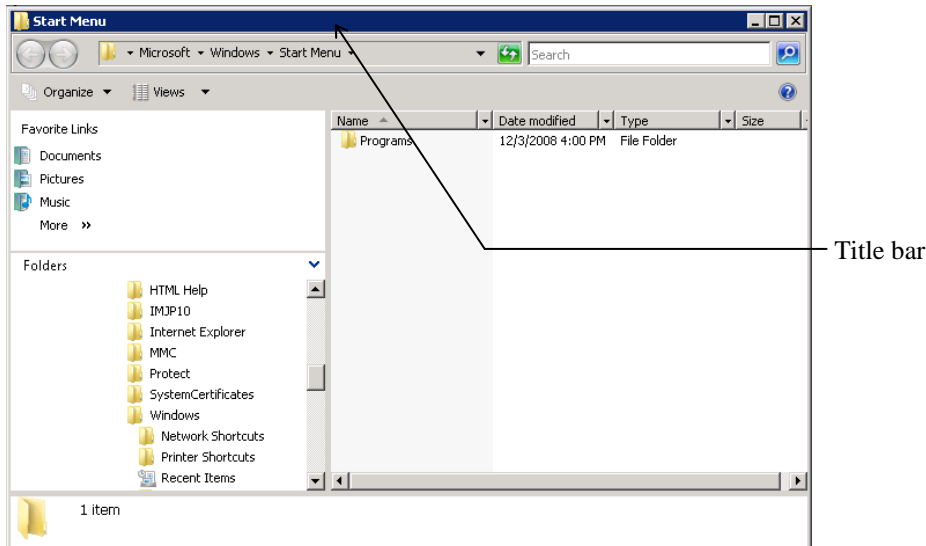 Start Menu
Microsoft Windows Start Menu Search
Organize Views
Favorite Links
Documents
Pictures
Music
More »
Folders
HTML Help
IMJP10
Internet Explorer
MMC
Protect
SystemCertificates
Windows
Network Shortcuts
Printer Shortcuts
Recent Items
Name Date modified Type Size
Programs 12/3/2008 4:00 PM File Folder
1 item
Title bar